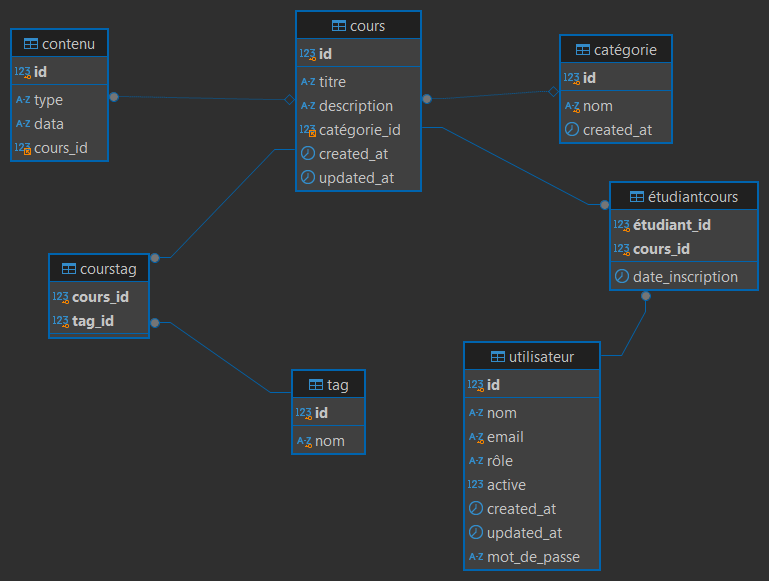 contenu
123 id
A-Z type
A-Z data
123 cours_id
cours
123 id
A-Z titre
A-Z description
123 catégorie_id
created_at
updated_at
catégorie
123 id
A-Z nom
created_at
étudiantcours
123 étudiant_id
123 cours_id
date_inscription
courstag
123 cours_id
123 tag_id
tag
123 id
A-Z nom
utilisateur
123 id
A-Z nom
A-Z email
A-Z rôle
123 active
created_at
updated_at
A-Z mot_de_passe